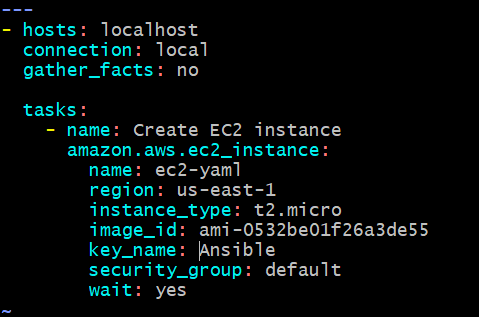 ---
- hosts: localhost
  connection: local
  gather_facts: no

  tasks:
    - name: Create EC2 instance
      amazon.aws.ec2_instance:
        name: ec2-yaml
        region: us-east-1
        instance_type: t2.micro
        image_id: ami-0532be01f26a3de55
        key_name: Ansible
        security_group: default
        wait: yes
~